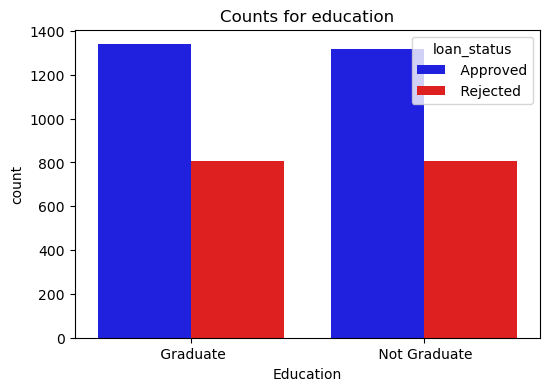 Counts for education
loan_status
Approved
Rejected
1400
1200
1000
800
600
400
200
0
count
Graduate
Not Graduate
Education